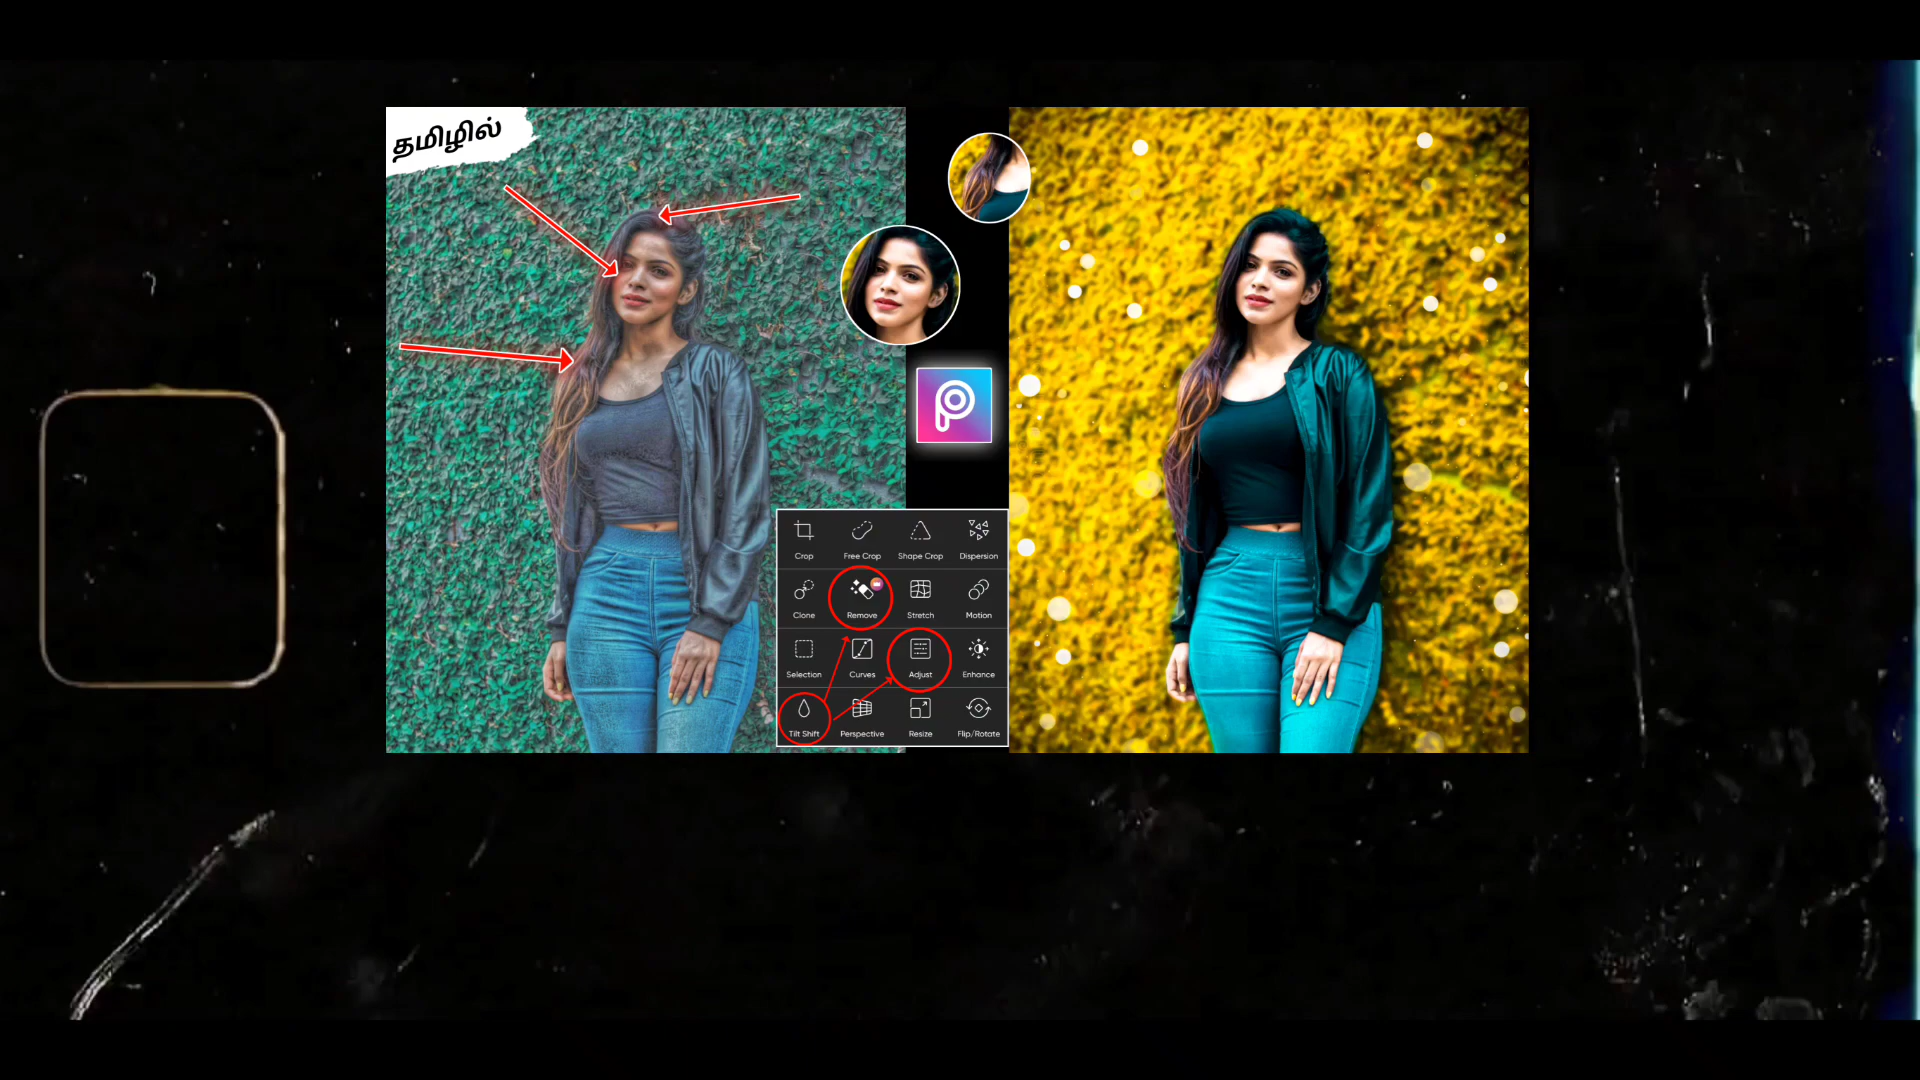 தமிழில்
Crop Free Crop Shape Crop Dispersion
Clone Remove Stretch Motion
Selection Curves Adjust Enhance
Tilt Shift Perspective Resize Flip/Rotate